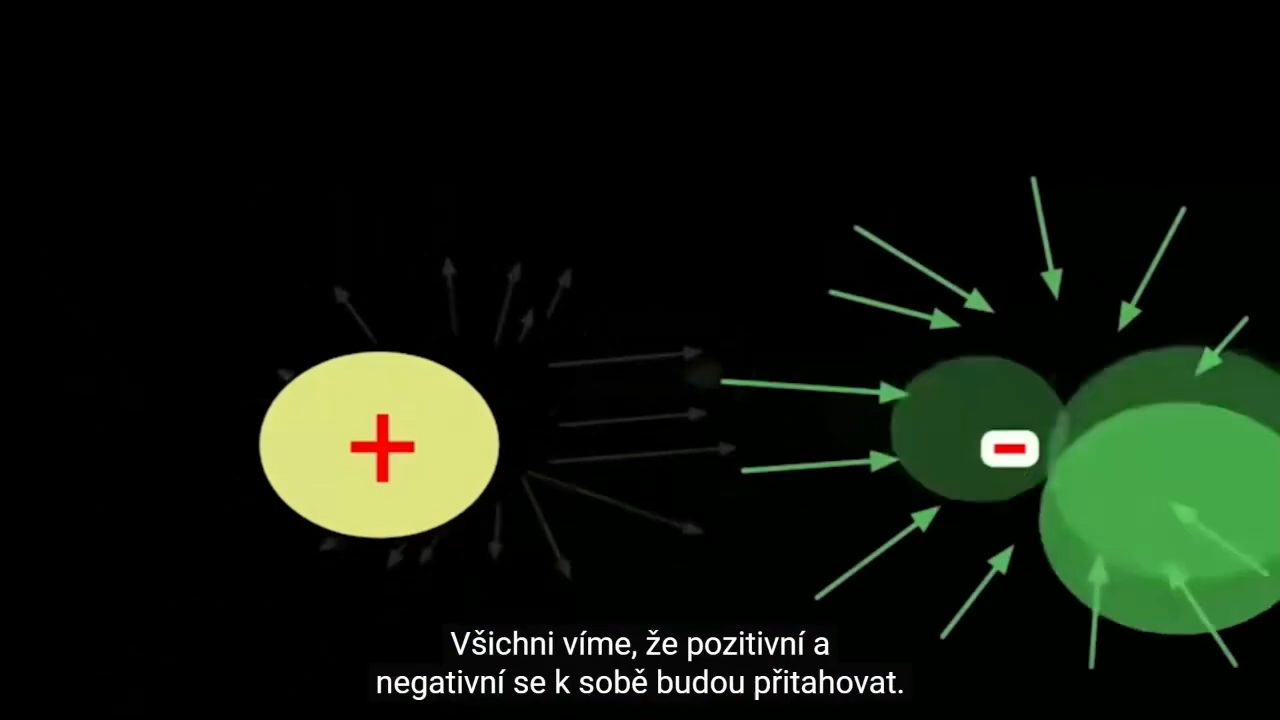 +
-
Všichni víme, že pozitivní a
negativní se k sobě budou přitahovat.